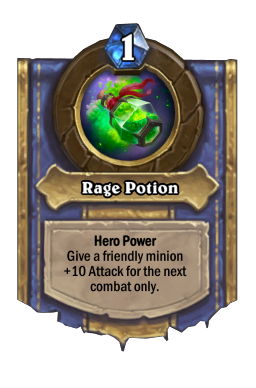 1
Rage Potion
Hero Power
Give a friendly minion
+10 Attack for the next
combat only.